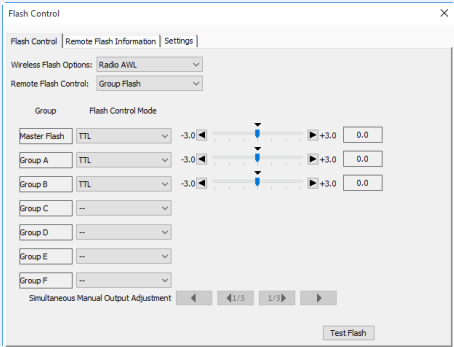 Flash Control
Flash Control Remote Flash Information Settings
Wireless Flash Options: Radio AWL
Remote Flash Control: Group Flash
Group Flash Control Mode
Master Flash TTL -3.0 +3.0 0.0
Group A TTL -3.0 +3.0 0.0
Group B TTL -3.0 +3.0 0.0
Group C --
Group D --
Group E --
Group F --
Simultaneous Manual Output Adjustment 1/3 1/3
Test Flash